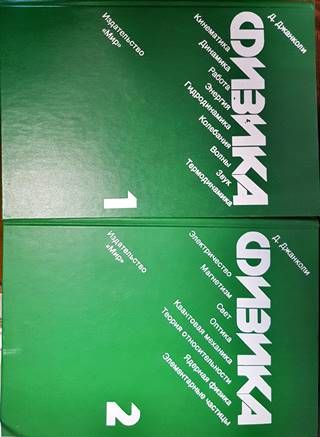 Д. Джанколи
ФИЗИКА
Кинематика
Динамика
Работа
Энергия
Гидродинамика
Колебания
Волны
Звук
Термодинамика
Издательство
«Мир»
1
Д. Джанколи
ФИЗИКА
Электричество
Магнетизм
Свет
Оптика
Квантовая механика
Теория относительности
Ядерная физика
Элементарные частицы
Издательство
«Мир»
2